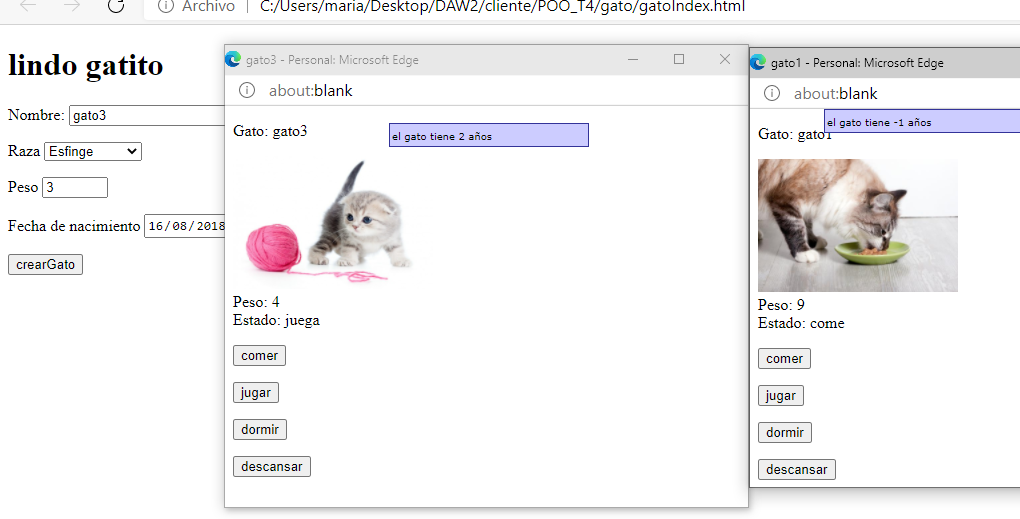 Archivo
C:/Users/maria/Desktop/DAW2/cliente/POO_T4/gato/gatoIndex.html
lindo gatito
Nombre: gato3
Raza Esfinge
Peso 3
Fecha de nacimiento 16/08/2018
crearGato
gato3 - Personal: Microsoft Edge
about:blank
Gato: gato3
el gato tiene 2 años
Peso: 4
Estado: juega
comer
jugar
dormir
descansar
gato1 - Personal: Microsoft Edge
about:blank
el gato tiene -1 años
Gato: gato1
Peso: 9
Estado: come
comer
jugar
dormir
descansar